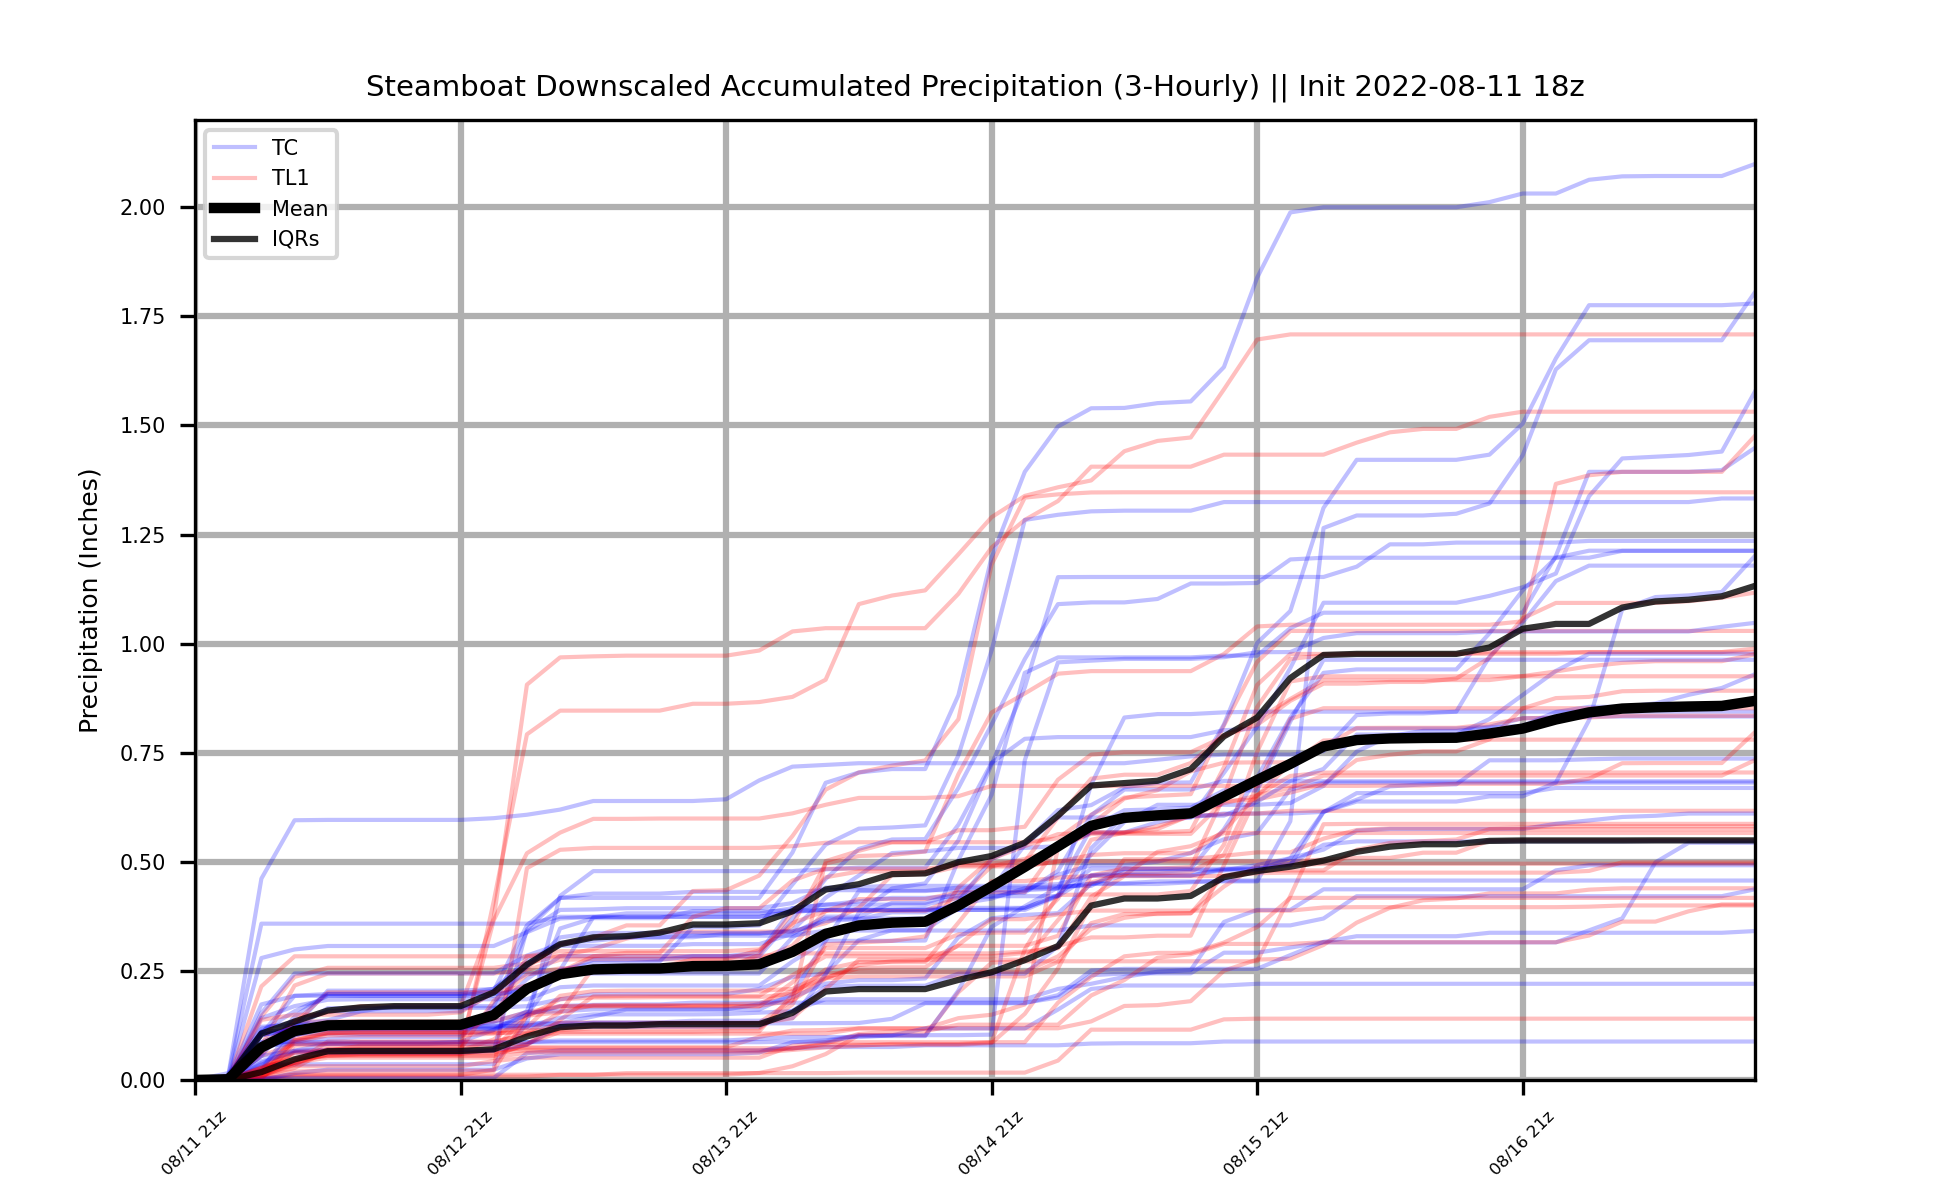 Steamboat Downscaled Accumulated Precipitation (3-Hourly) || Init 2022-08-11 18z
TC
TL1
Mean
IQRs
Precipitation (Inches)
2.00
1.75
1.50
1.25
1.00
0.75
0.50
0.25
0.00
08/11 21z
08/12 21z
08/13 21z
08/14 21z
08/15 21z
08/16 21z